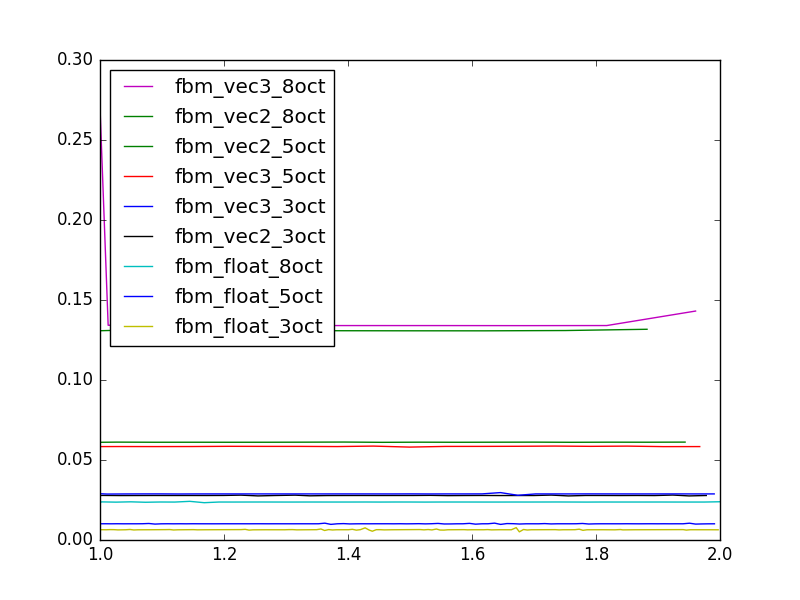 0.30
0.25
0.20
0.15
0.10
0.05
0.00
fbm_vec3_8oct
fbm_vec2_8oct
fbm_vec2_5oct
fbm_vec3_5oct
fbm_vec3_3oct
fbm_vec2_3oct
fbm_float_8oct
fbm_float_5oct
fbm_float_3oct
1.0 1.2 1.4 1.6 1.8 2.0